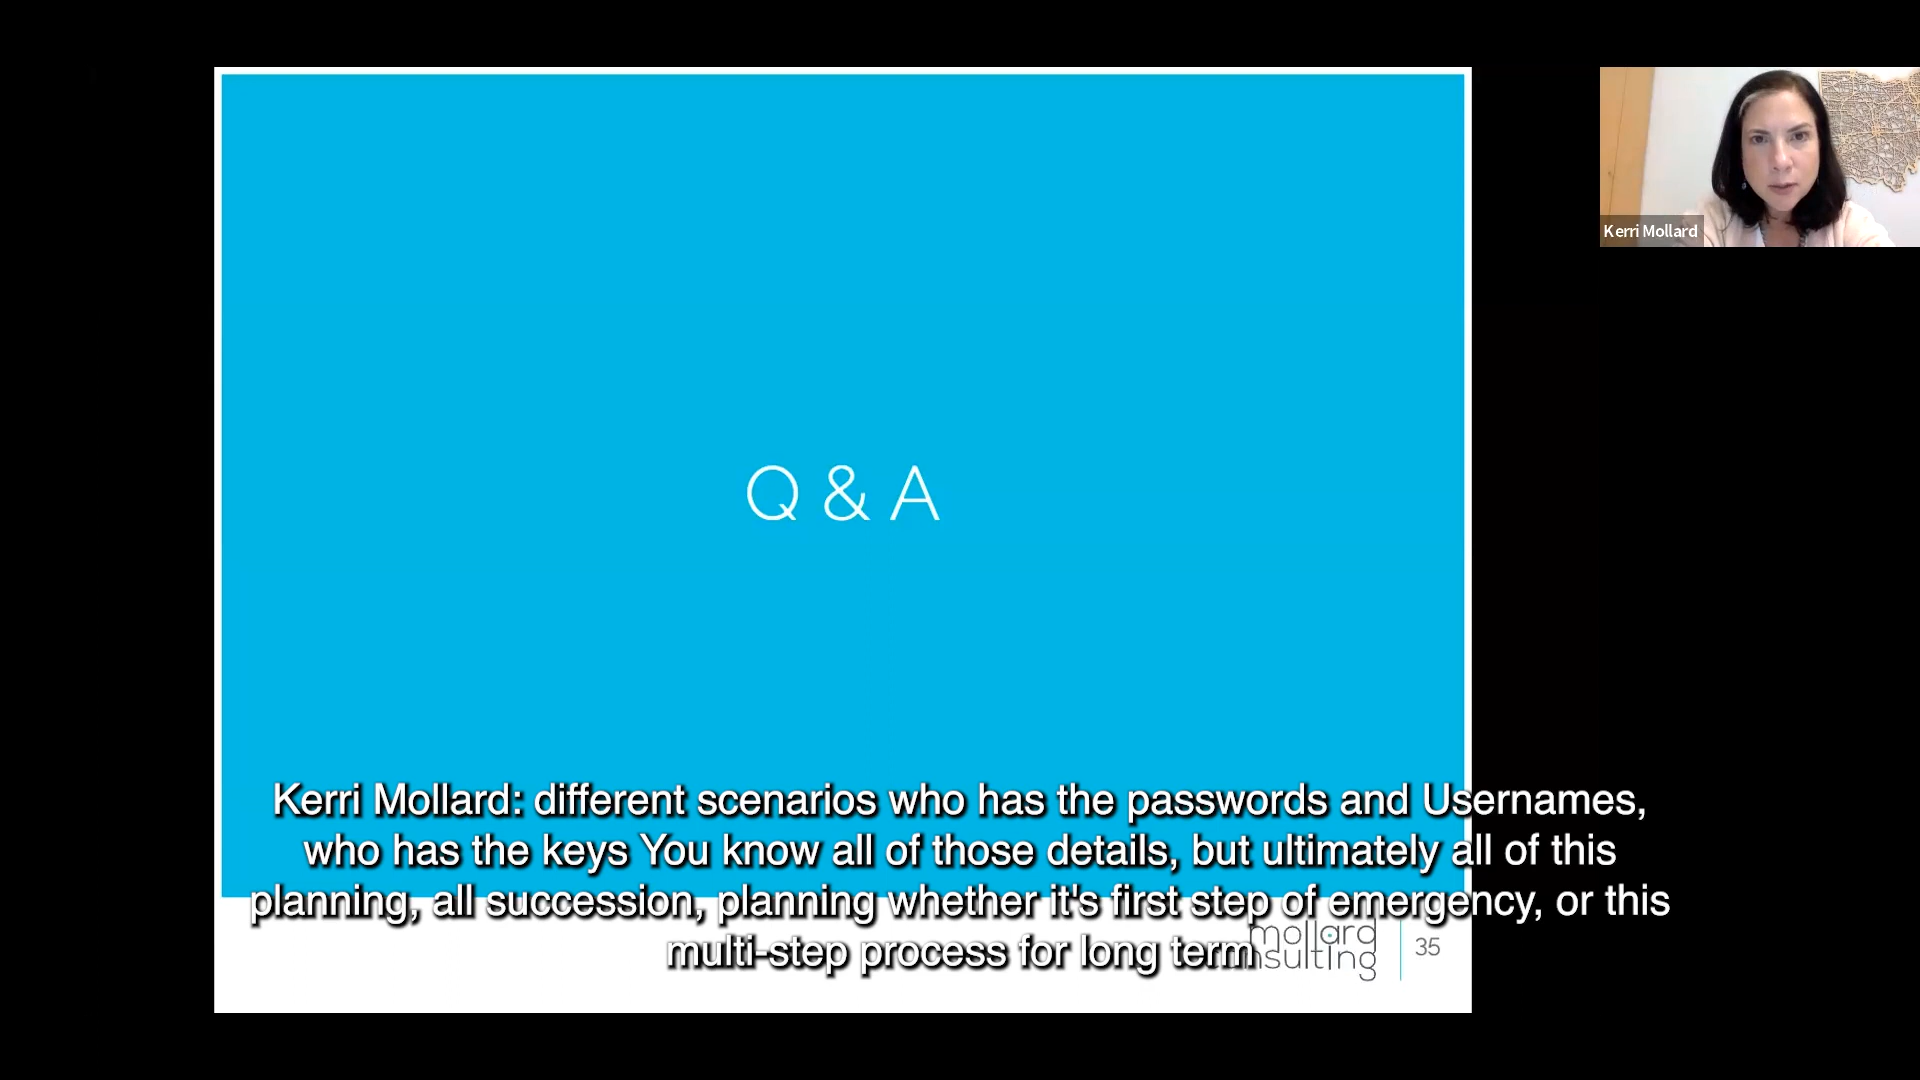 Q & A
Kerri Mollard
Kerri Mollard: different scenarios who has the passwords and Usernames,
who has the keys You know all of those details, but ultimately all of this
planning, all succession, planning whether it's first step of emergency, or this
multi-step process for long term
mollard
consulting
35